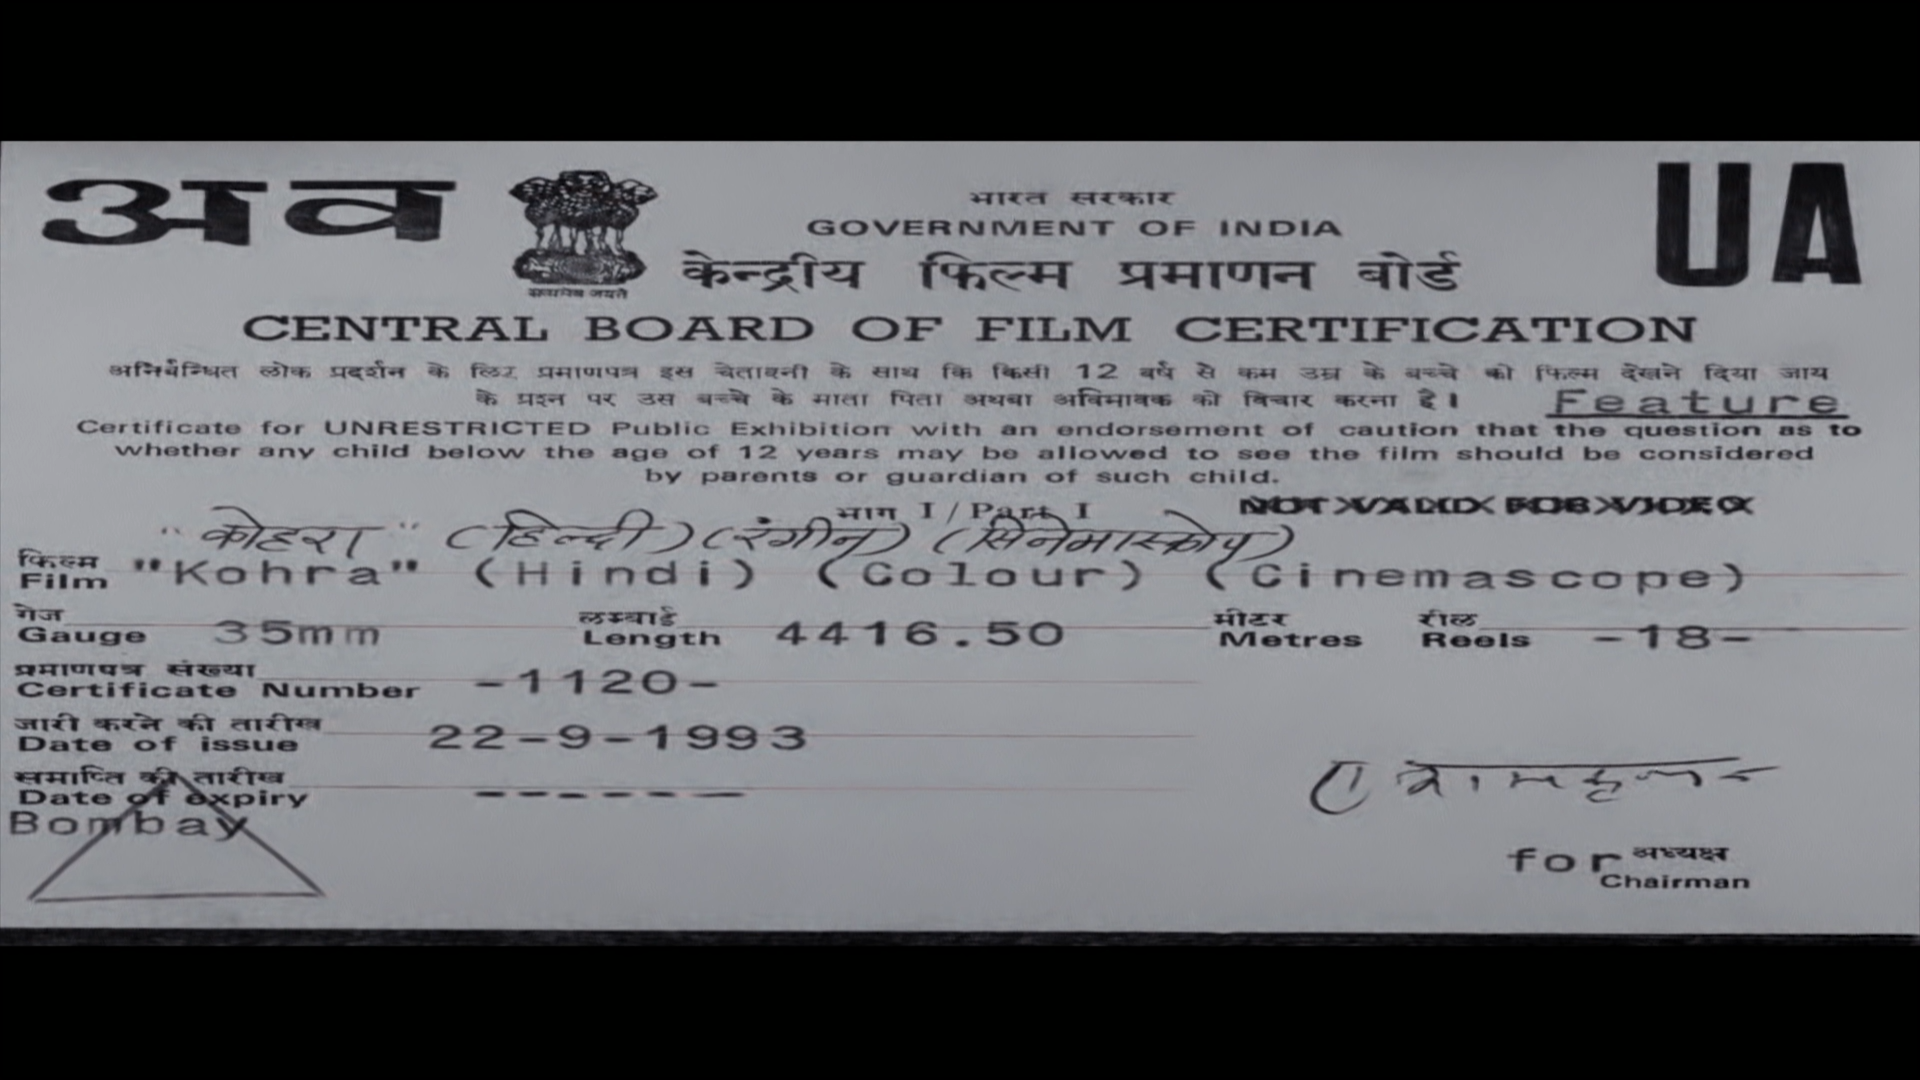 अव
UA
सत्यमेव जयते
भारत सरकार
GOVERNMENT OF INDIA
केन्द्रीय फिल्म प्रमाणन बोर्ड
CENTRAL BOARD OF FILM CERTIFICATION
अनिर्बन्धित लोक प्रदर्शन के लिए प्रमाणपत्र इस चेतावनी के साथ कि किसी 12 वर्ष से कम उम्र के बच्चे को फिल्म देखने दिया जाय
के प्रश्न पर उस बच्चे के माता पिता अथवा अविभावक को विचार करना है। Feature
Certificate for UNRESTRICTED Public Exhibition with an endorsement of caution that the question as to
whether any child below the age of 12 years may be allowed to see the film should be considered
by parents or guardian of such child.
भाग I / Part I NOT VALID FOR VIDEO
"कोहरा" (हिन्दी) (रंगीन) (सिनेमास्कोप)
फिल्म
Film "Kohra" (Hindi) (Colour) (Cinemascope)
गेज लम्बाई मीटर रील
Gauge 35mm Length 4416.50 Metres Reels -18-
प्रमाणपत्र संख्या
Certificate Number -1120-
जारी करने की तारीख
Date of issue 22-9-1993
समाप्ति की तारीख
Date of expiry ------
Bombay
for अध्यक्ष
Chairman